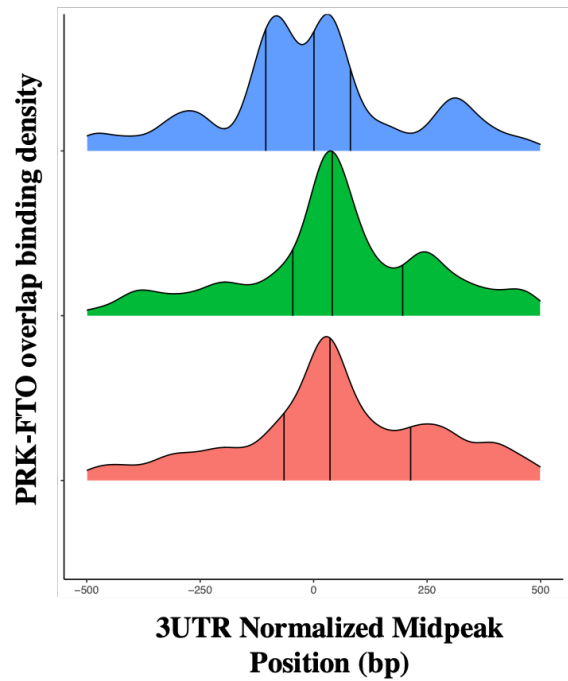 PRK-FTO overlap binding density
−500
−250
0
250
500
3UTR Normalized Midpeak
Position (bp)